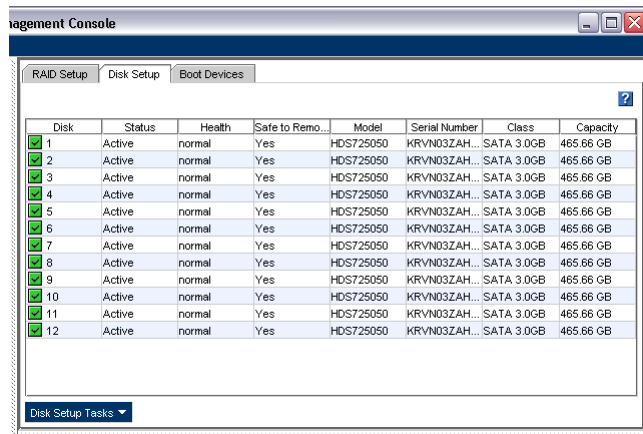 nagement Console
RAID Setup Disk Setup Boot Devices
?
Disk Status Health Safe to Remo... Model Serial Number Class Capacity
1 Active normal Yes HDS725050 KRVN03ZAH... SATA 3.0GB 465.66 GB
2 Active normal Yes HDS725050 KRVN03ZAH... SATA 3.0GB 465.66 GB
3 Active normal Yes HDS725050 KRVN03ZAH... SATA 3.0GB 465.66 GB
4 Active normal Yes HDS725050 KRVN03ZAH... SATA 3.0GB 465.66 GB
5 Active normal Yes HDS725050 KRVN03ZAH... SATA 3.0GB 465.66 GB
6 Active normal Yes HDS725050 KRVN03ZAH... SATA 3.0GB 465.66 GB
7 Active normal Yes HDS725050 KRVN03ZAH... SATA 3.0GB 465.66 GB
8 Active normal Yes HDS725050 KRVN03ZAH... SATA 3.0GB 465.66 GB
9 Active normal Yes HDS725050 KRVN03ZAH... SATA 3.0GB 465.66 GB
10 Active normal Yes HDS725050 KRVN03ZAH... SATA 3.0GB 465.66 GB
11 Active normal Yes HDS725050 KRVN03ZAH... SATA 3.0GB 465.66 GB
12 Active normal Yes HDS725050 KRVN03ZAH... SATA 3.0GB 465.66 GB
Disk Setup Tasks